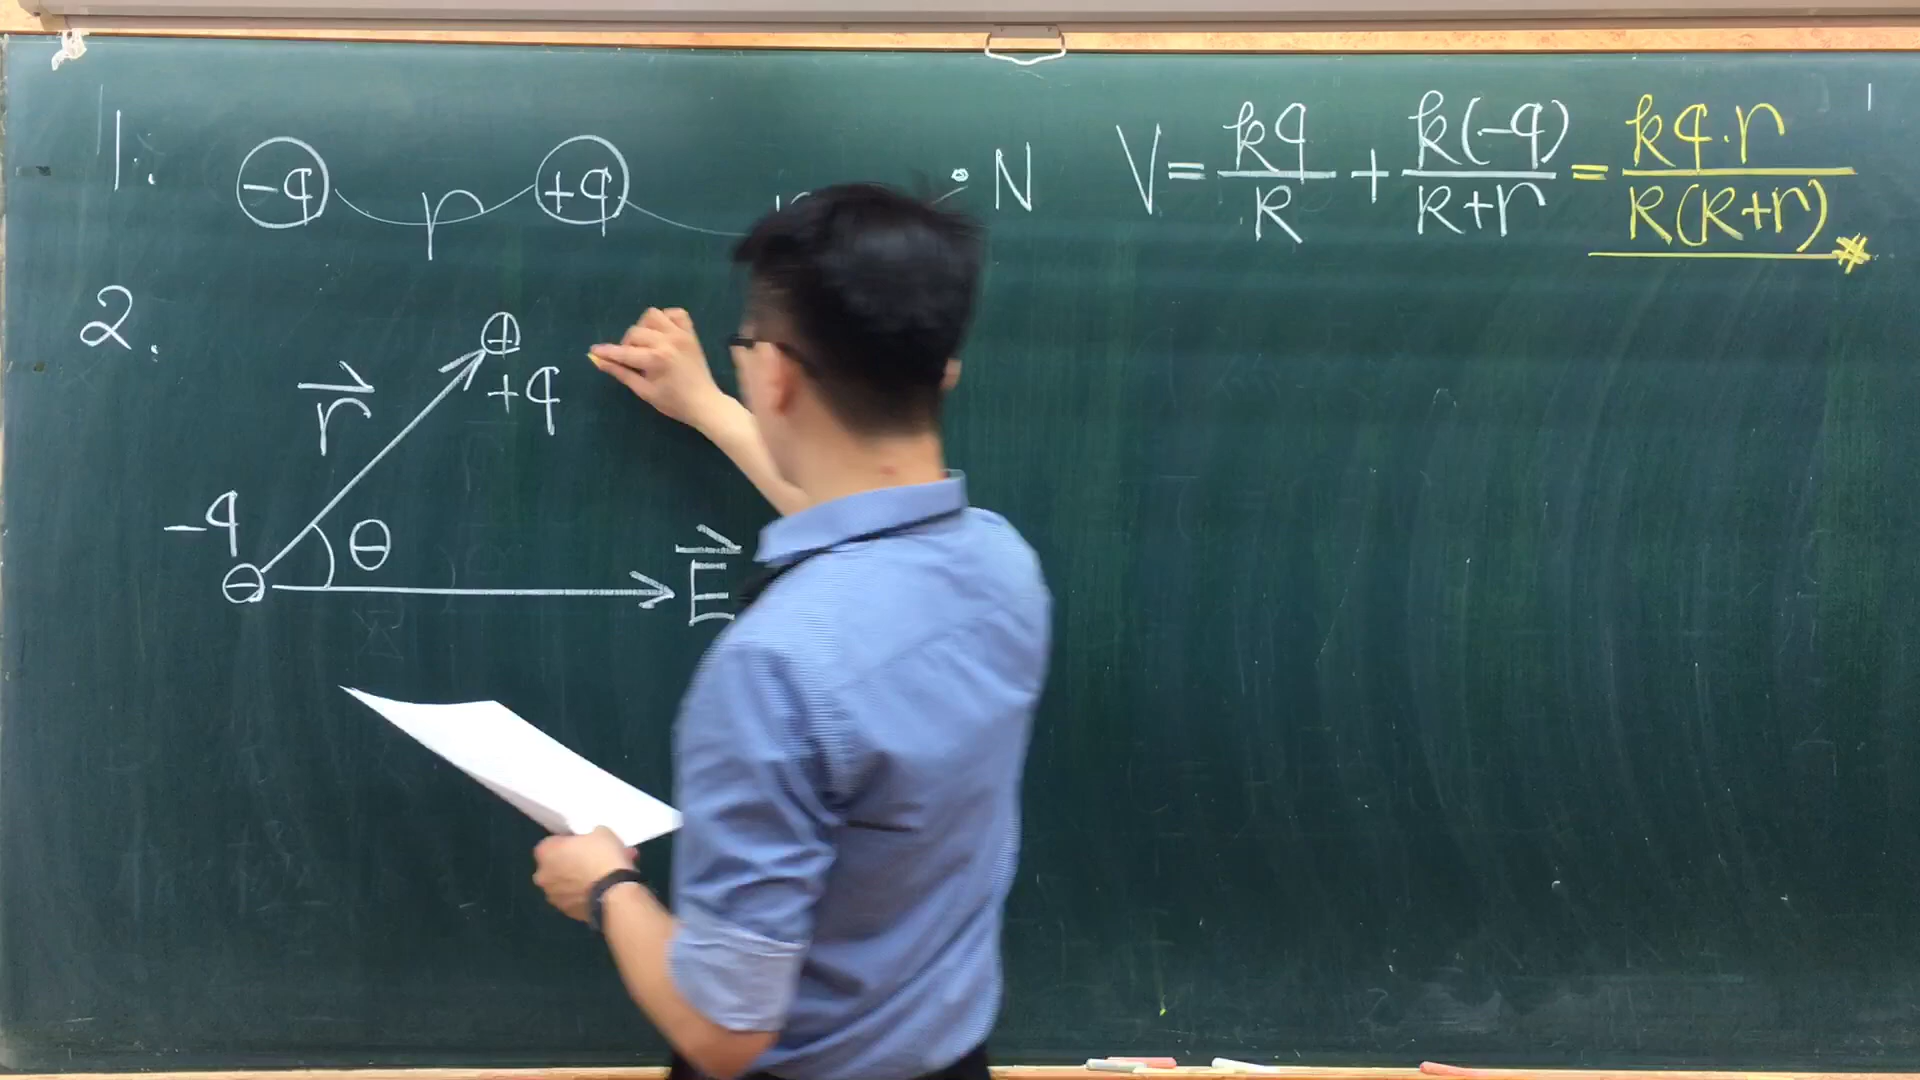 1. -q r +q N V = kq/R + k(-q)/(R+r) = kq·r/(R(R+r)) #
2. ⊕ +q
r⃗
-q θ
⊖ E⃗